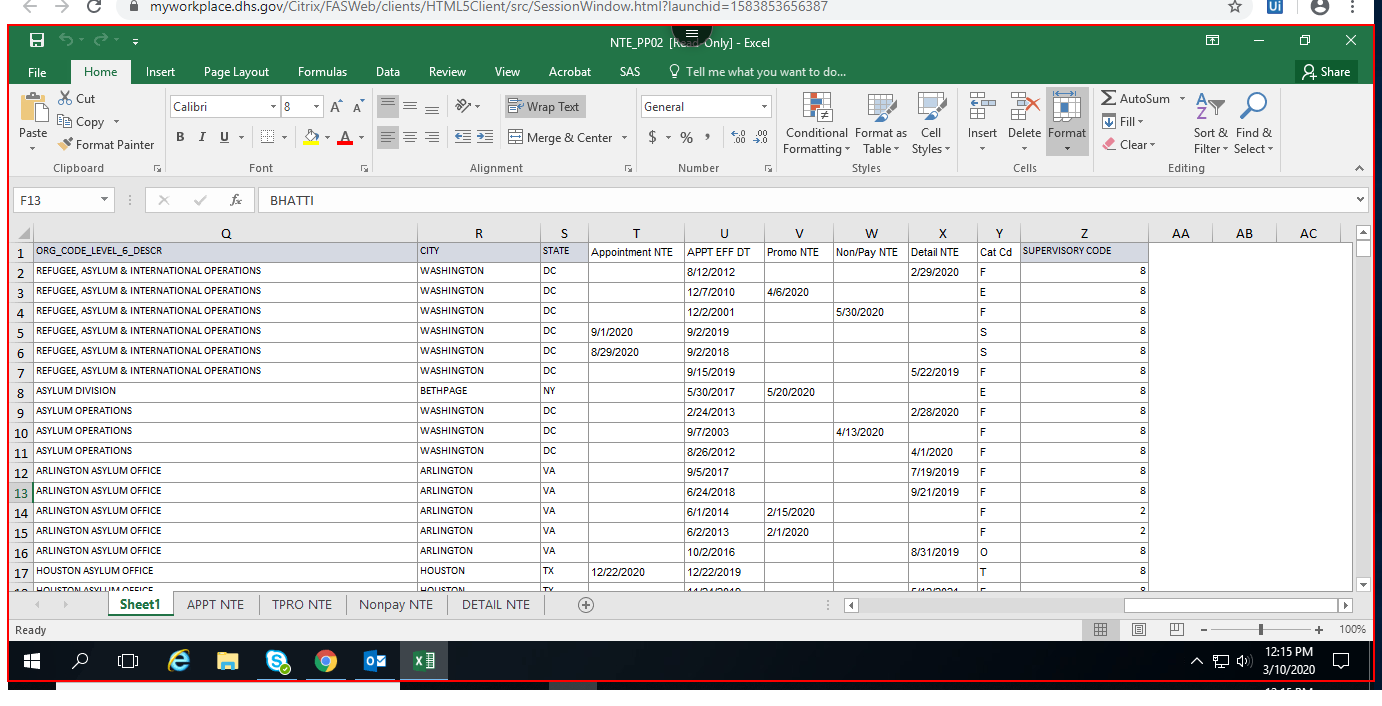 myworkplace.dhs.gov/Citrix/FASWeb/clients/HTML5Client/src/SessionWindow.html?launchid=1583853656387
NTE_PP02 [Read-Only] - Excel
File Home Insert Page Layout Formulas Data Review View Acrobat SAS Tell me what you want to do... Share
Paste Cut Copy Format Painter
Calibri 8 Wrap Text General AutoSum
B I U A Merge & Center $ % , Fill Clear
Conditional Formatting Format as Table Cell Styles Insert Delete Format Sort & Filter Find & Select
Clipboard Font Alignment Number Styles Cells Editing
F13 fx BHATTI
Q R S T U V W X Y Z AA AB AC
1 ORG_CODE_LEVEL_6_DESCR CITY STATE Appointment NTE APPT EFF DT Promo NTE Non/Pay NTE Detail NTE Cat Cd SUPERVISORY CODE
2 REFUGEE, ASYLUM & INTERNATIONAL OPERATIONS WASHINGTON DC 8/12/2012 2/29/2020 F 8
3 REFUGEE, ASYLUM & INTERNATIONAL OPERATIONS WASHINGTON DC 12/7/2010 4/6/2020 E 8
4 REFUGEE, ASYLUM & INTERNATIONAL OPERATIONS WASHINGTON DC 12/2/2001 5/30/2020 F 8
5 REFUGEE, ASYLUM & INTERNATIONAL OPERATIONS WASHINGTON DC 9/1/2020 9/2/2019 S 8
6 REFUGEE, ASYLUM & INTERNATIONAL OPERATIONS WASHINGTON DC 8/29/2020 9/2/2018 S 8
7 REFUGEE, ASYLUM & INTERNATIONAL OPERATIONS WASHINGTON DC 9/15/2019 5/22/2019 F 8
8 ASYLUM DIVISION BETHPAGE NY 5/30/2017 5/20/2020 E 8
9 ASYLUM OPERATIONS WASHINGTON DC 2/24/2013 2/28/2020 F 8
10 ASYLUM OPERATIONS WASHINGTON DC 9/7/2003 4/13/2020 F 8
11 ASYLUM OPERATIONS WASHINGTON DC 8/26/2012 4/1/2020 F 8
12 ARLINGTON ASYLUM OFFICE ARLINGTON VA 9/5/2017 7/19/2019 F 8
13 ARLINGTON ASYLUM OFFICE ARLINGTON VA 6/24/2018 9/21/2019 F 8
14 ARLINGTON ASYLUM OFFICE ARLINGTON VA 6/1/2014 2/15/2020 F 2
15 ARLINGTON ASYLUM OFFICE ARLINGTON VA 6/2/2013 2/1/2020 F 2
16 ARLINGTON ASYLUM OFFICE ARLINGTON VA 10/2/2016 8/31/2019 O 8
17 HOUSTON ASYLUM OFFICE HOUSTON TX 12/22/2020 12/22/2019 T 8
Sheet1 APPT NTE TPRO NTE Nonpay NTE DETAIL NTE
Ready 100%
12:15 PM
3/10/2020